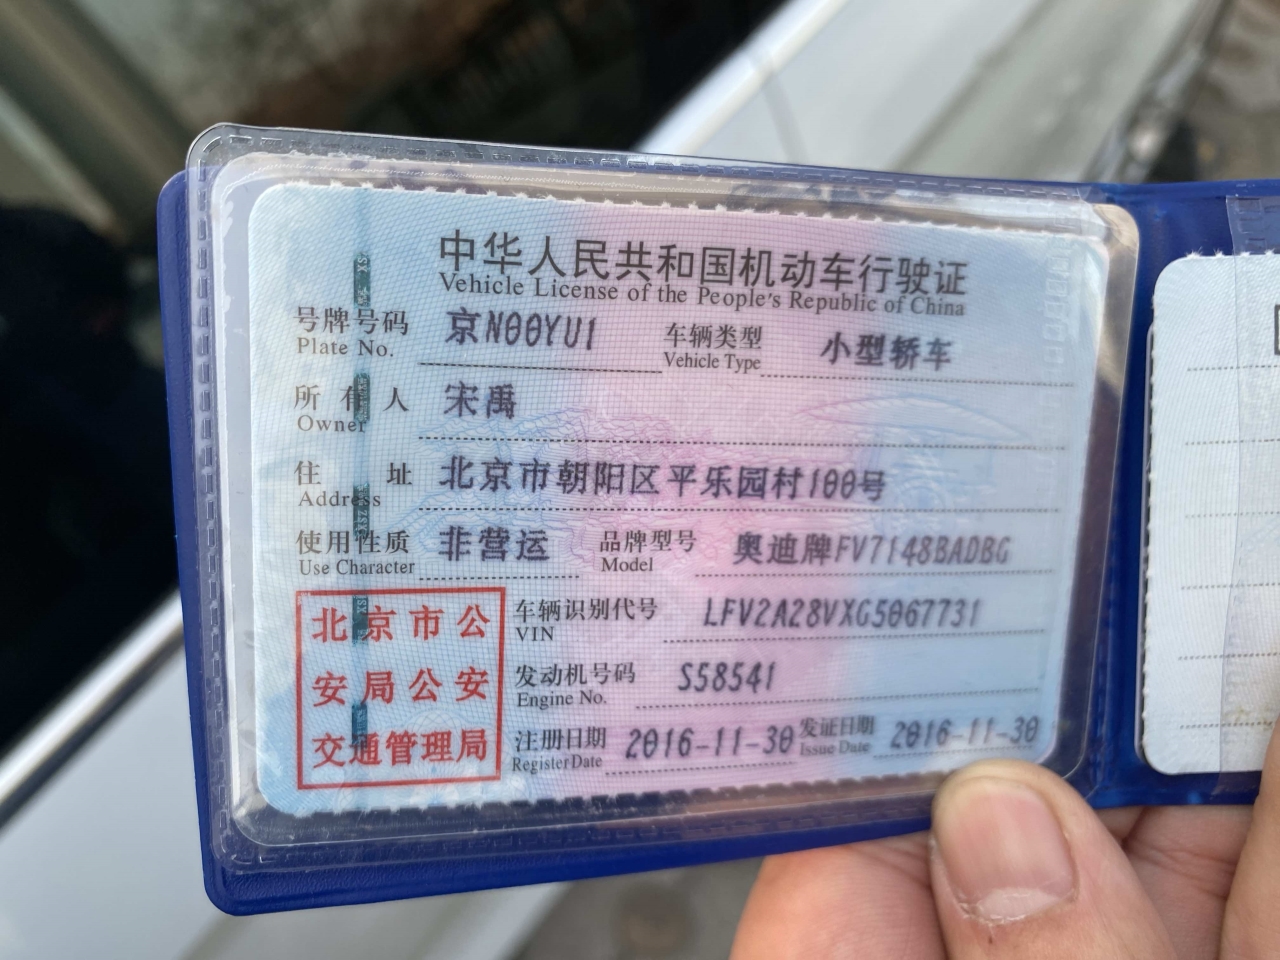 中华人民共和国机动车行驶证
Vehicle License of the People's Republic of China
号牌号码 京N00YU1 车辆类型 小型轿车
Plate No. Vehicle Type
所有人 宋禹
Owner
住址 北京市朝阳区平乐园村100号
Address
使用性质 非营运 品牌型号 奥迪牌FV7148BADBG
Use Character Model
北京市公
安局公安
交通管理局
车辆识别代号 LFV2A28VXG5067731
VIN
发动机号码 S58541
Engine No.
注册日期 2016-11-30 发证日期 2016-11-30
Register Date Issue Date